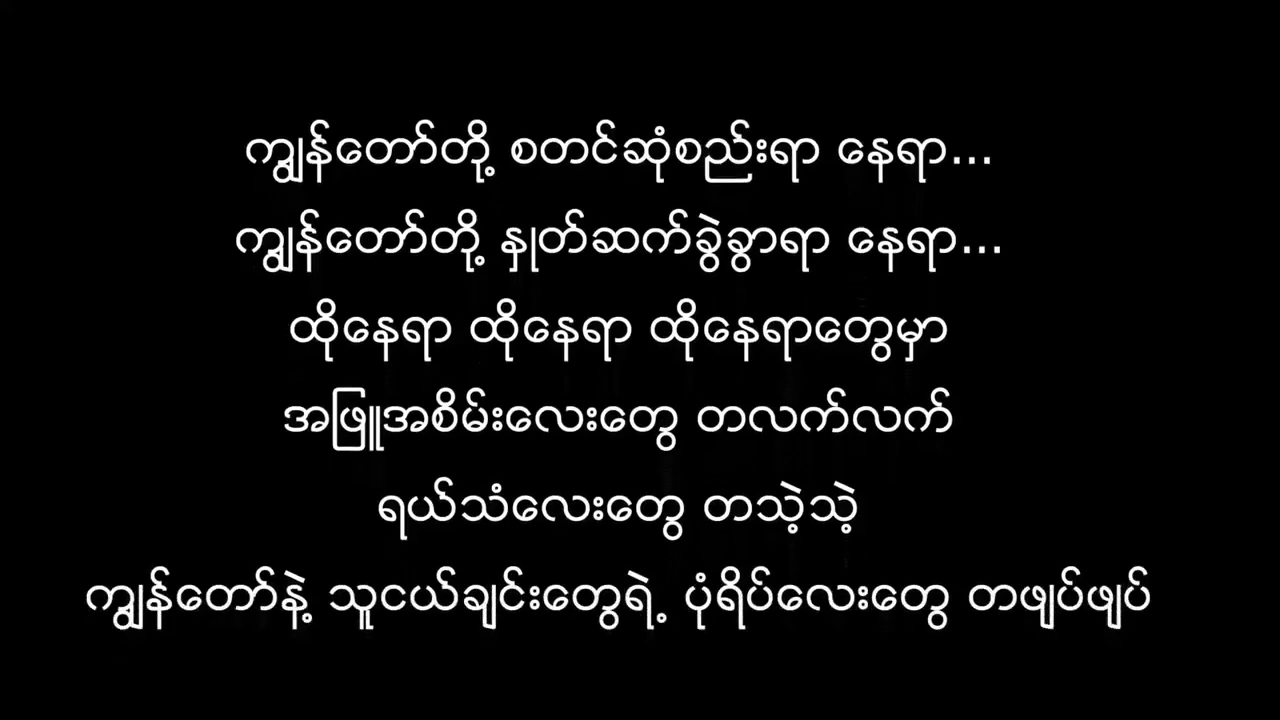 ကျွန်တော်တို့ စတင်ဆုံစည်းရာ နေရာ...
ကျွန်တော်တို့ နှုတ်ဆက်ခွဲခွာရာ နေရာ...
ထိုနေရာ ထိုနေရာ ထိုနေရာတွေမှာ
အဖြူအစိမ်းလေးတွေ တလက်လက်
ရယ်သံလေးတွေ တသဲ့သဲ့
ကျွန်တော်နဲ့ သူငယ်ချင်းတွေရဲ့ ပုံရိပ်လေးတွေ တဖျပ်ဖျပ်